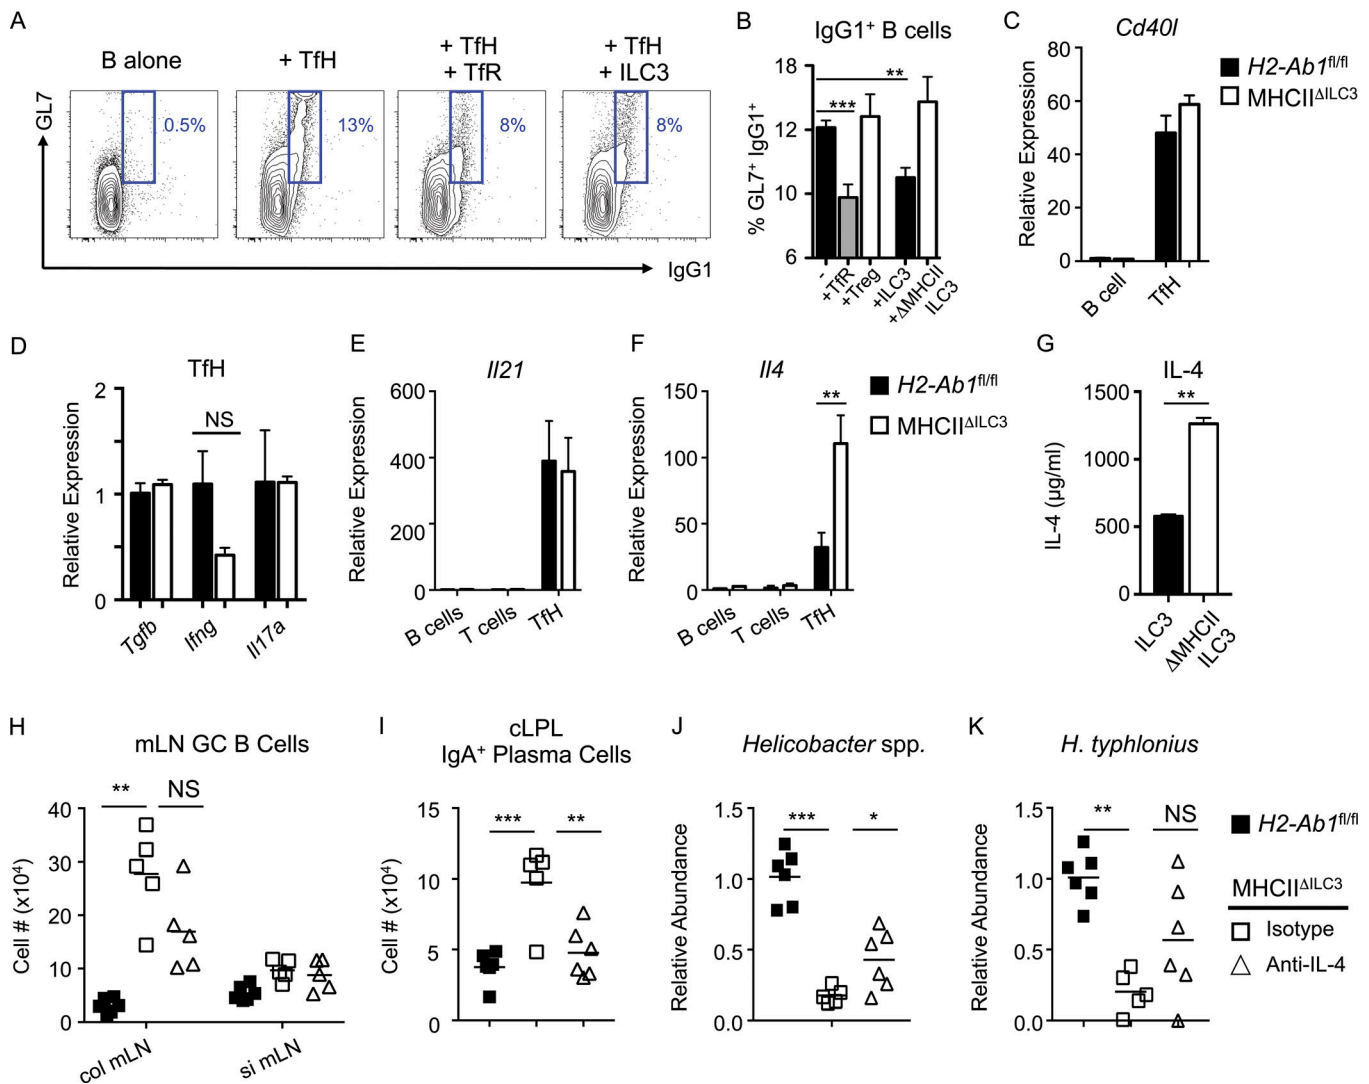 A
B alone
+ TfH
+ TfH
+ TfR
+ TfH
+ ILC3
GL7
0.5%
13%
8%
8%
IgG1
B
IgG1+ B cells
% GL7+ IgG1+
18
12
10
6
**
***
-
+TfR
+Treg
+ILC3
+ΔMHCII
ILC3
C
Cd40l
Relative Expression
80
60
40
20
0
B cell
TfH
H2-Ab1fl/fl
MHCIIΔILC3
D
TfH
Relative Expression
2
1
0
NS
Tgfb
Ifng
Il17a
E
Il21
Relative Expression
600
400
200
0
B cells
T cells
TfH
F
Il4
Relative Expression
150
100
50
0
**
B cells
T cells
TfH
H2-Ab1fl/fl
MHCIIΔILC3
G
IL-4
IL-4 (µg/ml)
1500
1000
500
0
**
ILC3
ΔMHCII
ILC3
H
mLN GC B Cells
Cell # (x10⁴)
40
30
20
10
0
**
NS
col mLN
si mLN
I
cLPL
IgA+ Plasma Cells
Cell # (x10⁴)
15
10
5
0
***
**
J
Helicobacter spp.
Relative Abundance
1.5
1.0
0.5
0.0
***
*
K
H. typhlonius
Relative Abundance
1.5
1.0
0.5
0.0
**
NS
H2-Ab1fl/fl
MHCIIΔILC3
Isotype
Anti-IL-4